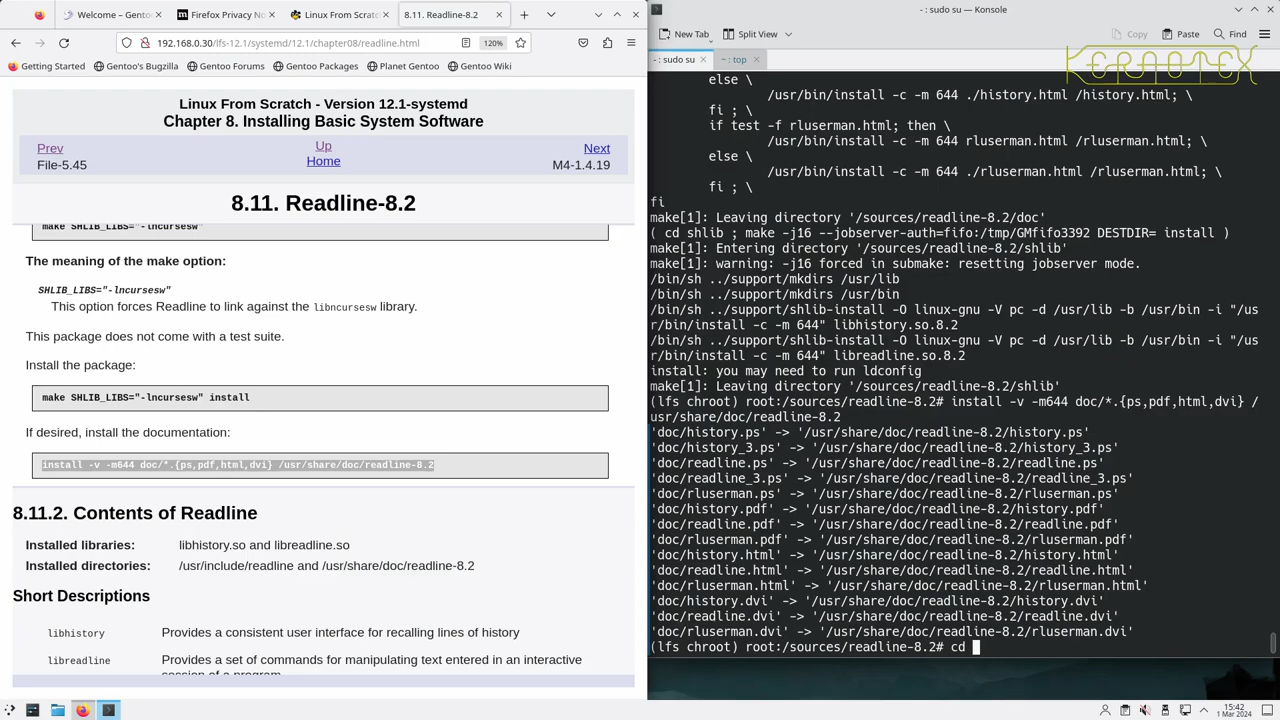 Welcome – Gento
Firefox Privacy No
Linux From Scratc
8.11. Readline-8.2
192.168.0.30/lfs-12.1/systemd/12.1/chapter08/readline.html
120%
Getting Started
Gentoo's Bugzilla
Gentoo Forums
Gentoo Packages
Planet Gentoo
Gentoo Wiki
Linux From Scratch - Version 12.1-systemd
Chapter 8. Installing Basic System Software
Prev
Up
Next
File-5.45
Home
M4-1.4.19
8.11. Readline-8.2
make SHLIB_LIBS="-lncursesw"
The meaning of the make option:
SHLIB_LIBS="-lncursesw"
This option forces Readline to link against the libncursesw library.
This package does not come with a test suite.
Install the package:
make SHLIB_LIBS="-lncursesw" install
If desired, install the documentation:
install -v -m644 doc/*.{ps,pdf,html,dvi} /usr/share/doc/readline-8.2
8.11.2. Contents of Readline
Installed libraries: libhistory.so and libreadline.so
Installed directories: /usr/include/readline and /usr/share/doc/readline-8.2
Short Descriptions
libhistory Provides a consistent user interface for recalling lines of history
libreadline Provides a set of commands for manipulating text entered in an interactive
session of a program.
- : sudo su — Konsole
New Tab
Split View
Copy
Paste
Find
- : sudo su
~ : top
KERNOTEX
else \
/usr/bin/install -c -m 644 ./history.html /history.html; \
fi ; \
if test -f rluserman.html; then \
/usr/bin/install -c -m 644 rluserman.html /rluserman.html; \
else \
/usr/bin/install -c -m 644 ./rluserman.html /rluserman.html; \
fi ; \
fi
make[1]: Leaving directory '/sources/readline-8.2/doc'
( cd shlib ; make -j16 --jobserver-auth=fifo:/tmp/GMfifo3392 DESTDIR= install )
make[1]: Entering directory '/sources/readline-8.2/shlib'
make[1]: warning: -j16 forced in submake: resetting jobserver mode.
/bin/sh ../support/mkdirs /usr/lib
/bin/sh ../support/mkdirs /usr/bin
/bin/sh ../support/shlib-install -O linux-gnu -V pc -d /usr/lib -b /usr/bin -i "/us
r/bin/install -c -m 644" libhistory.so.8.2
/bin/sh ../support/shlib-install -O linux-gnu -V pc -d /usr/lib -b /usr/bin -i "/us
r/bin/install -c -m 644" libreadline.so.8.2
install: you may need to run ldconfig
make[1]: Leaving directory '/sources/readline-8.2/shlib'
(lfs chroot) root:/sources/readline-8.2# install -v -m644 doc/*.{ps,pdf,html,dvi} /
usr/share/doc/readline-8.2
'doc/history.ps' -> '/usr/share/doc/readline-8.2/history.ps'
'doc/history_3.ps' -> '/usr/share/doc/readline-8.2/history_3.ps'
'doc/readline.ps' -> '/usr/share/doc/readline-8.2/readline.ps'
'doc/readline_3.ps' -> '/usr/share/doc/readline-8.2/readline_3.ps'
'doc/rluserman.ps' -> '/usr/share/doc/readline-8.2/rluserman.ps'
'doc/history.pdf' -> '/usr/share/doc/readline-8.2/history.pdf'
'doc/readline.pdf' -> '/usr/share/doc/readline-8.2/readline.pdf'
'doc/rluserman.pdf' -> '/usr/share/doc/readline-8.2/rluserman.pdf'
'doc/history.html' -> '/usr/share/doc/readline-8.2/history.html'
'doc/readline.html' -> '/usr/share/doc/readline-8.2/readline.html'
'doc/rluserman.html' -> '/usr/share/doc/readline-8.2/rluserman.html'
'doc/history.dvi' -> '/usr/share/doc/readline-8.2/history.dvi'
'doc/readline.dvi' -> '/usr/share/doc/readline-8.2/readline.dvi'
'doc/rluserman.dvi' -> '/usr/share/doc/readline-8.2/rluserman.dvi'
(lfs chroot) root:/sources/readline-8.2# cd
15:42
1 Mar 2024